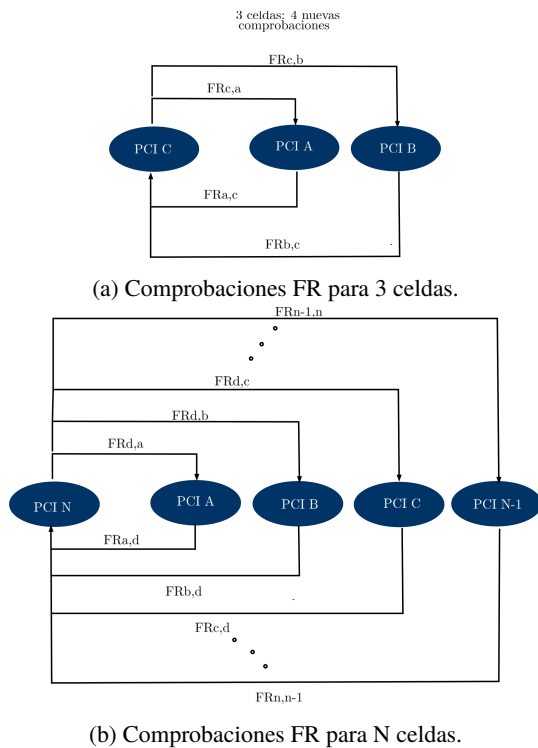 3 celdas: 4 nuevas
comprobaciones
FRc,b
FRc,a
PCI C
PCI A
PCI B
FRa,c
FRb,c
(a) Comprobaciones FR para 3 celdas.
FRn-1,n
FRd,c
FRd,b
FRd,a
PCI N
PCI A
PCI B
PCI C
PCI N-1
FRa,d
FRb,d
FRc,d
FRn,n-1
(b) Comprobaciones FR para N celdas.